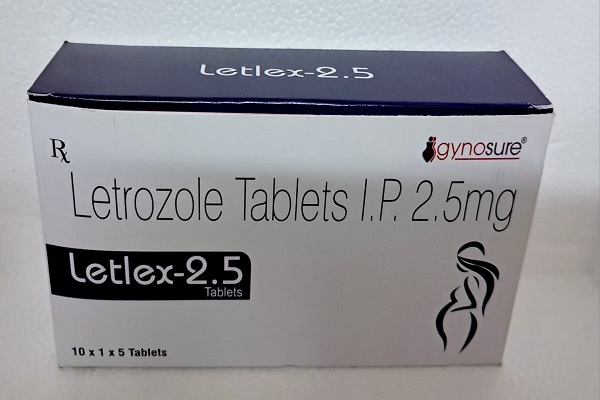 Letlex-2.5
Rx
gynosure®
Letrozole Tablets I.P. 2.5mg
Letlex-2.5
Tablets
10 x 1 x 5 Tablets